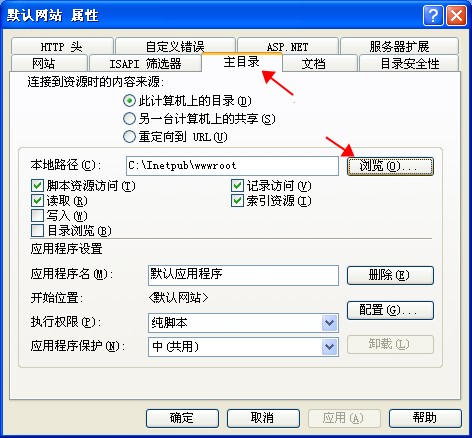 默认网站 属性
HTTP 头 自定义错误 ASP.NET 服务器扩展
网站 ISAPI 筛选器 主目录 文档 目录安全性
连接到资源时的内容来源:
此计算机上的目录(D)
另一台计算机上的共享(S)
重定向到 URL(U)
本地路径(C): C:\Inetpub\wwwroot 浏览(O)...
脚本资源访问(T) 记录访问(V)
读取(R) 索引资源(I)
写入(W)
目录浏览(B)
应用程序设置
应用程序名(M): 默认应用程序 删除(E)
开始位置: <默认网站>
配置(G)...
执行权限(P): 纯脚本
应用程序保护(N): 中(共用) 卸载(L)
确定 取消 应用(A) 帮助